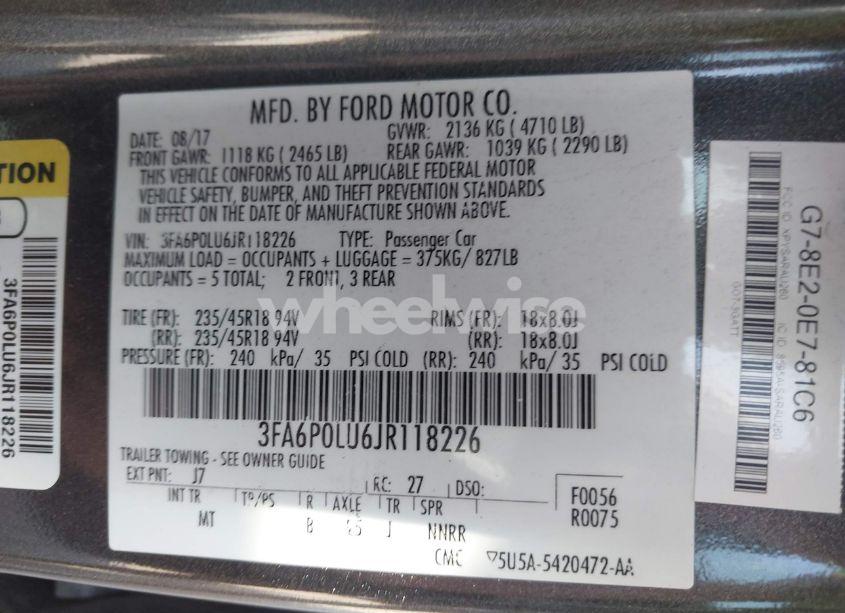 MFD. BY FORD MOTOR CO.
DATE: 08/17 GVWR: 2136 KG ( 4710 LB)
FRONT GAWR: 1118 KG ( 2465 LB) REAR GAWR: 1039 KG ( 2290 LB)
THIS VEHICLE CONFORMS TO ALL APPLICABLE FEDERAL MOTOR
VEHICLE SAFETY, BUMPER, AND THEFT PREVENTION STANDARDS
IN EFFECT ON THE DATE OF MANUFACTURE SHOWN ABOVE.
VIN: 3FA6P0LU6JR118226 TYPE: Passenger Car
MAXIMUM LOAD = OCCUPANTS + LUGGAGE = 375KG/ 827LB
OCCUPANTS = 5 TOTAL; 2 FRONT, 3 REAR
wheelwise
TIRE (FR): 235/45R18 94V RIMS (FR): 18x8.0J
(RR): 235/45R18 94V (RR): 18x8.0J
PRESSURE (FR): 240 kPa/ 35 PSI COLD (RR): 240 kPa/ 35 PSI COLD
3FA6P0LU6JR118226
TRAILER TOWING - SEE OWNER GUIDE
EXT PNT: J7 RC: 27 DSO:
INT TR TP/PS R AXLE TR SPR
MT B J NNRR
F0056
R0075
CMC ▽5U5A-5420472-AA
TION
3FA6P0LU6JR118226
G7-8E2-0E7-81C6